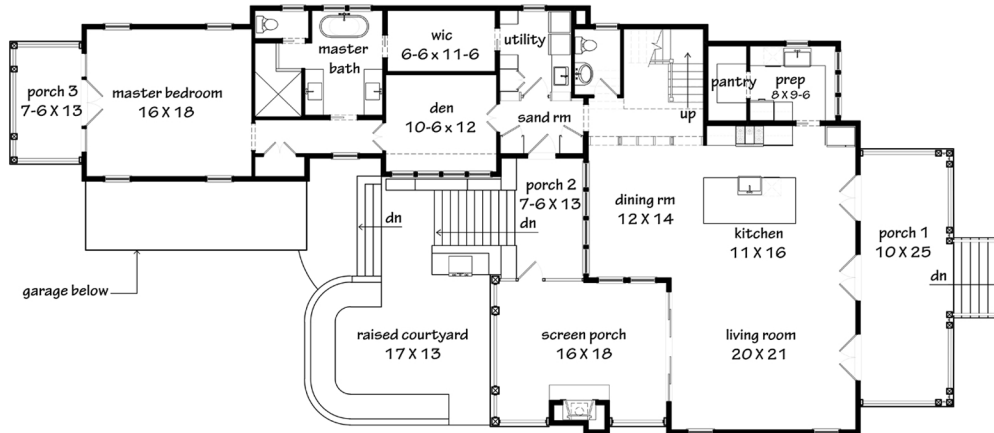 porch 3
7-6 X 13
master bedroom
16 X 18
master
bath
wic
6-6 x 11-6
utility
den
10-6 x 12
sand rm
pantry
prep
8 X 9-6
up
porch 2
7-6 X 13
dn
dn
dining rm
12 X 14
kitchen
11 X 16
porch 1
10 X 25
dn
garage below
raised courtyard
17 X 13
screen porch
16 X 18
living room
20 X 21